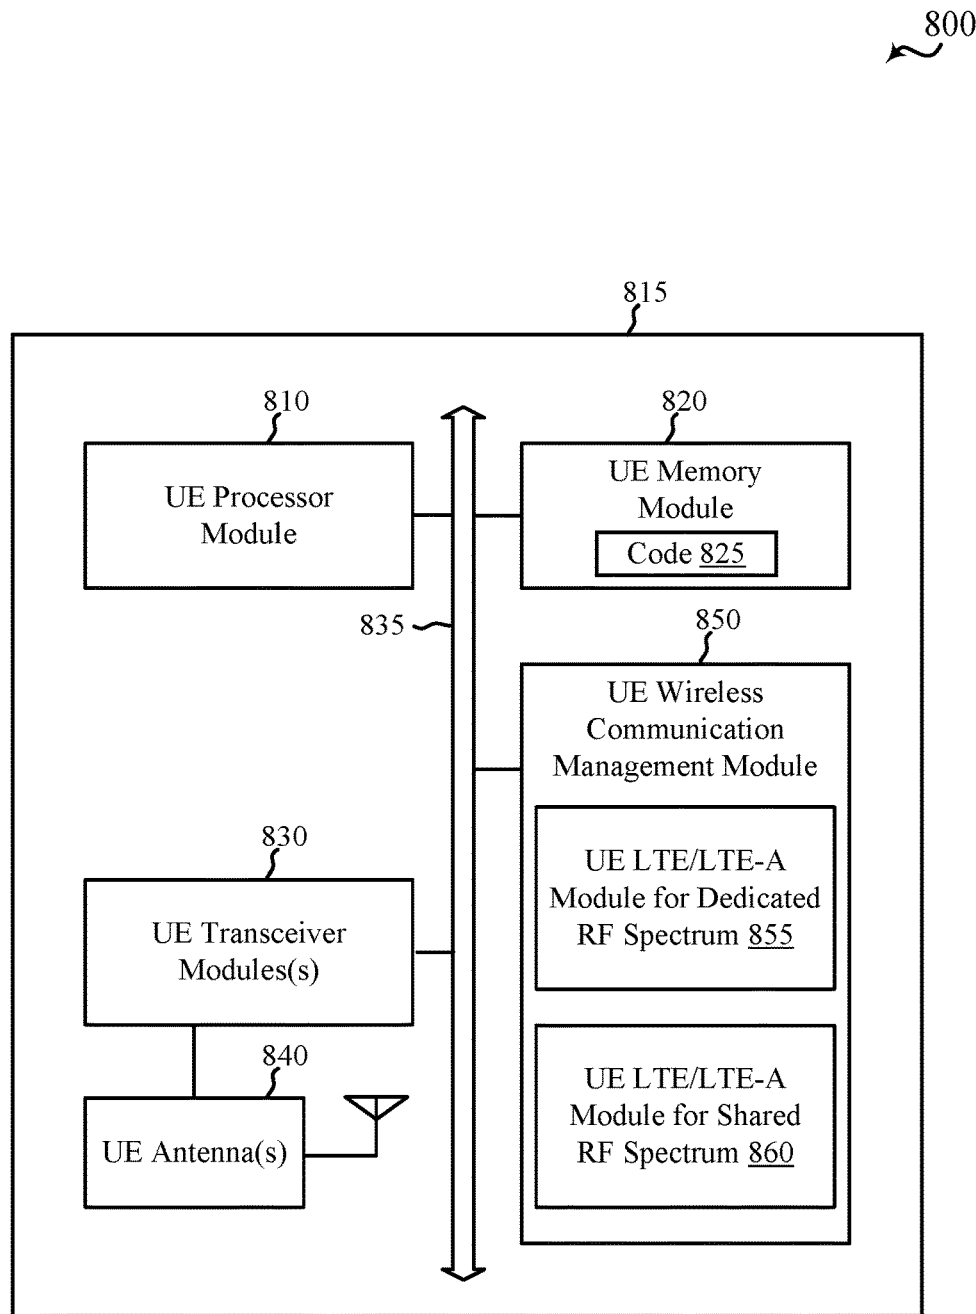 800
815
810
UE Processor
Module
820
UE Memory
Module
Code 825
835
850
UE Wireless
Communication
Management Module
UE LTE/LTE-A
Module for Dedicated
RF Spectrum 855
830
UE Transceiver
Modules(s)
840
UE Antenna(s)
UE LTE/LTE-A
Module for Shared
RF Spectrum 860